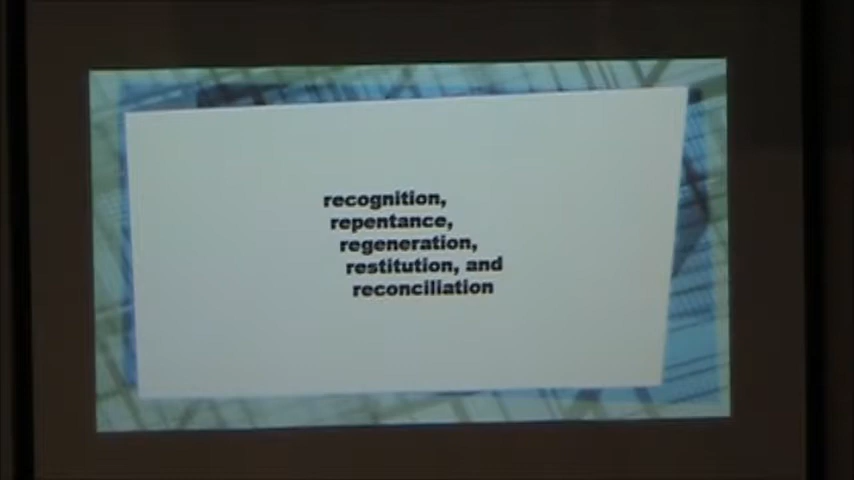 recognition,
repentance,
regeneration,
restitution, and
reconciliation